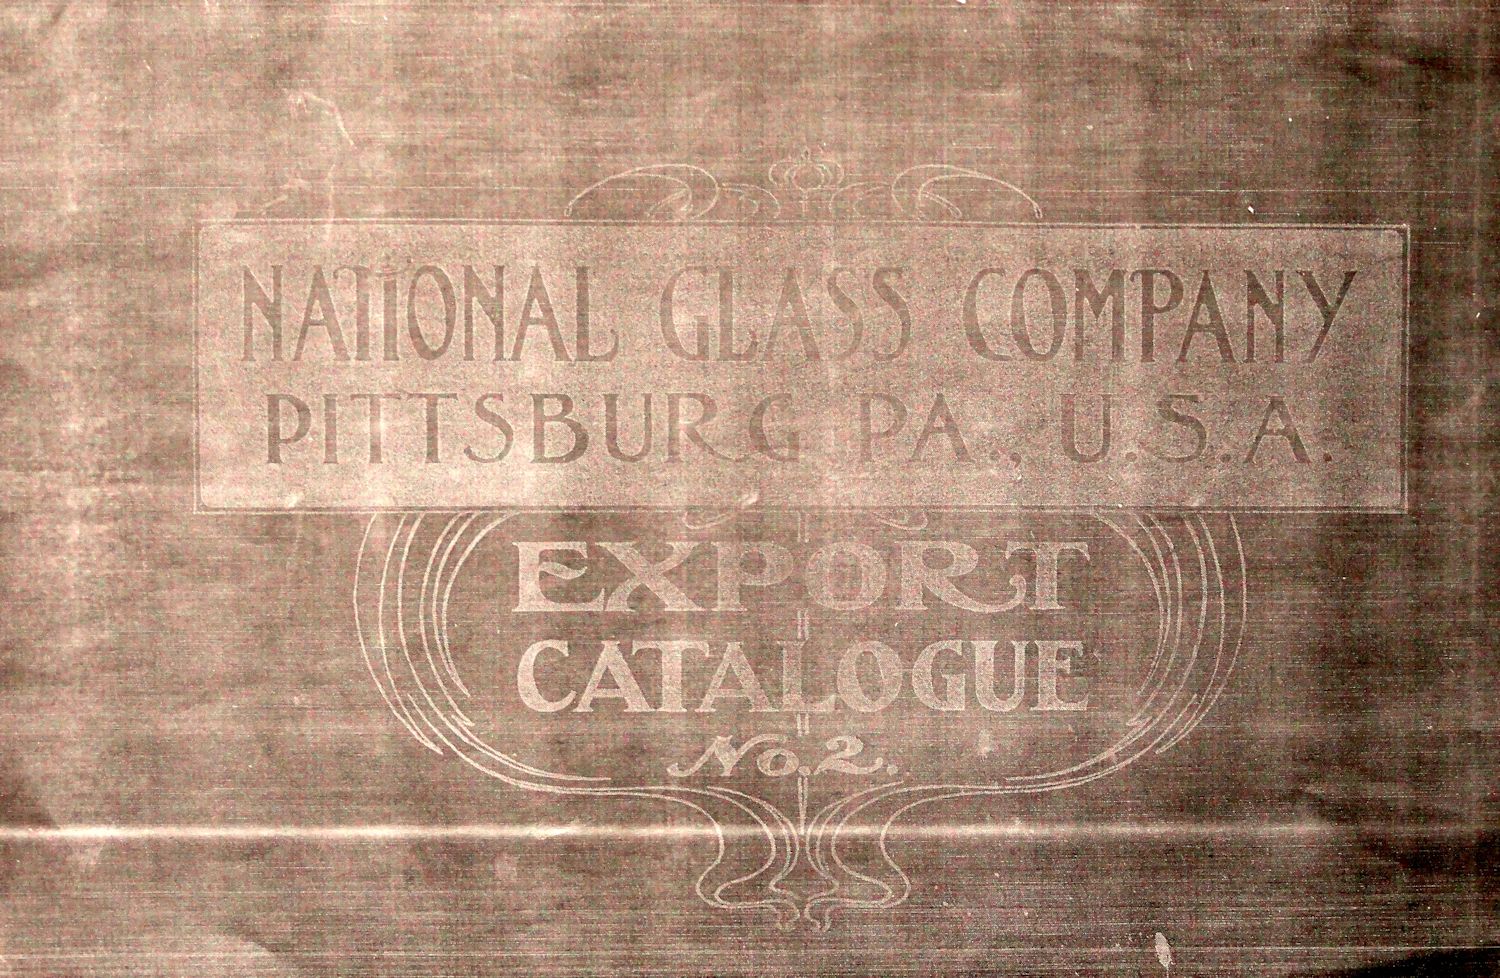 NATIONAL GLASS COMPANY
PITTSBURG PA., U.S.A.
EXPORT
CATALOGUE
No. 2.